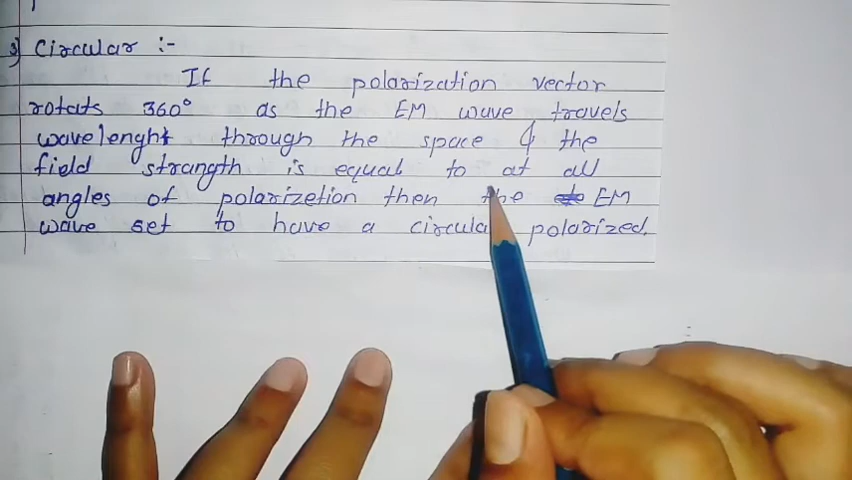 3) Circular :-
If the polarization vector
rotats 360° as the EM wave travels
wavelenght through the space & the
field strangth is equal to at all
angles of polarizetion then the EM
wave set to have a circular polarized.